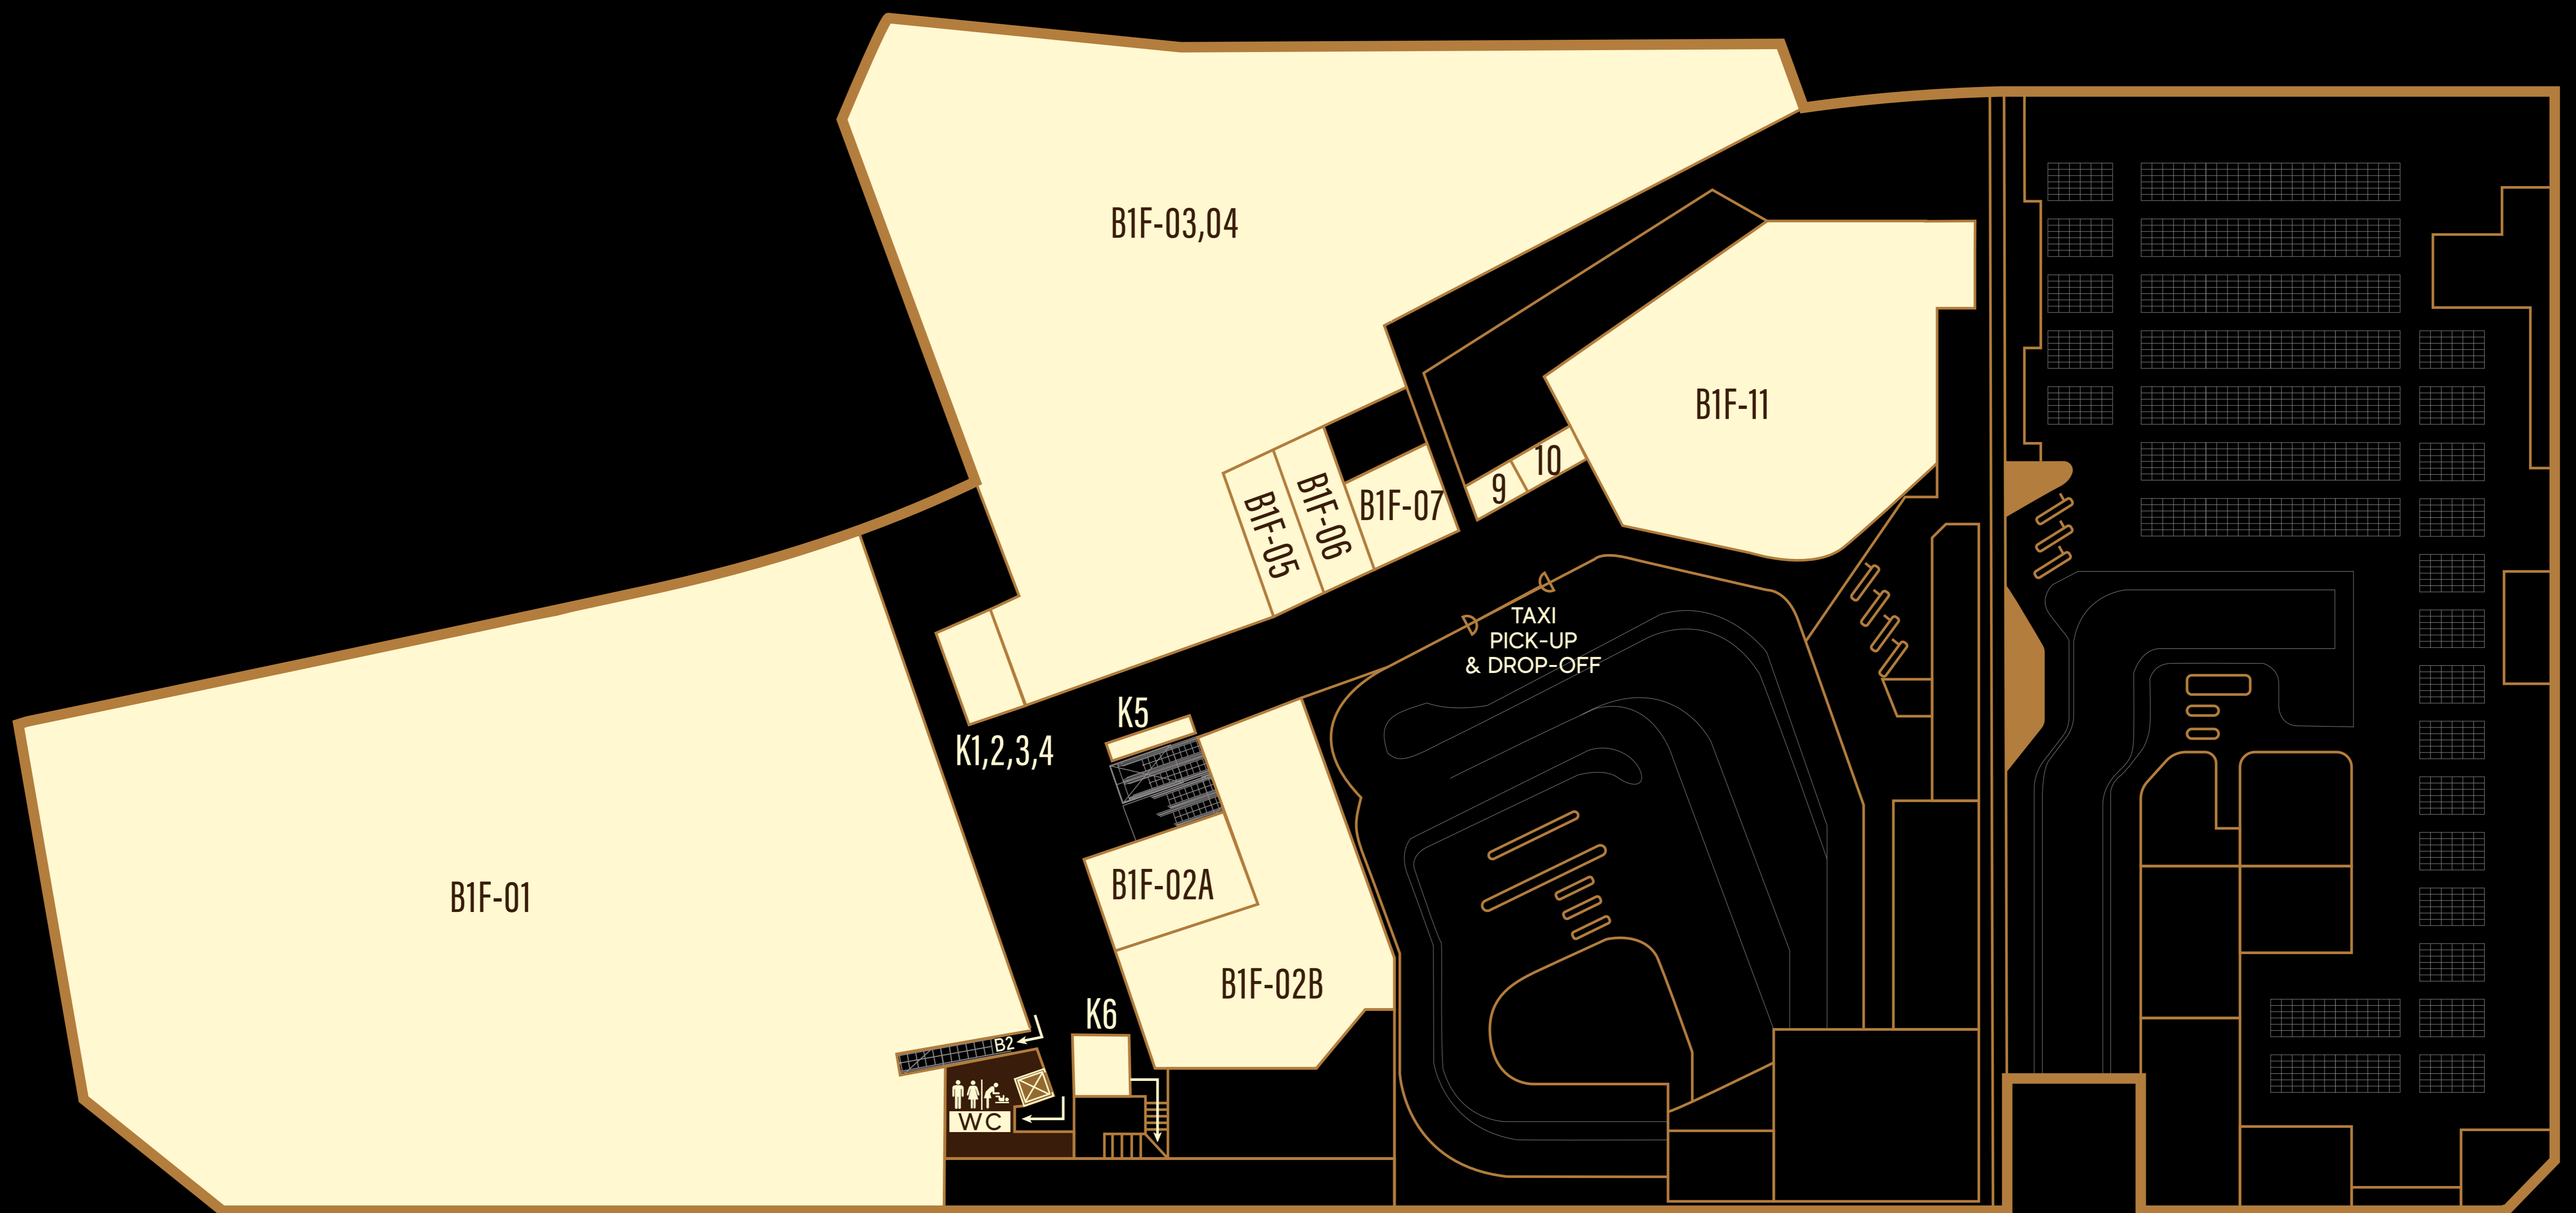 B1F-03,04
B1F-11
10
9
B1F-07
B1F-06
B1F-05
TAXI
PICK-UP
& DROP-OFF
K5
K1,2,3,4
B1F-02A
B1F-01
B1F-02B
K6
B2
WC